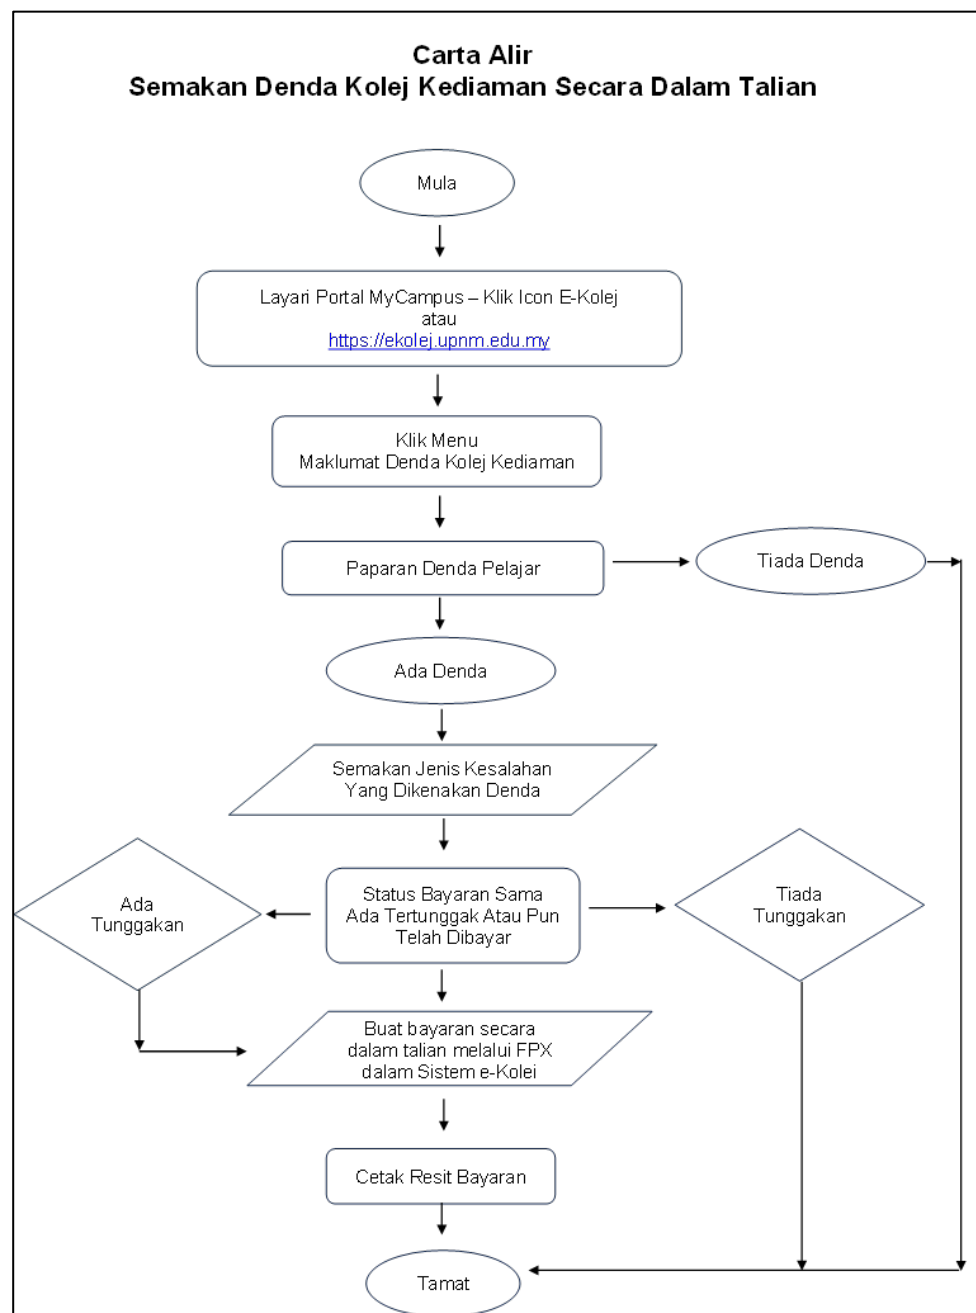 Carta Alir
Semakan Denda Kolej Kediaman Secara Dalam Talian
Mula
Layari Portal MyCampus – Klik Icon E-Kolej
atau
https://ekolej.upnm.edu.my
Klik Menu
Maklumat Denda Kolej Kediaman
Paparan Denda Pelajar
Tiada Denda
Ada Denda
Semakan Jenis Kesalahan
Yang Dikenakan Denda
Ada
Tunggakan
Status Bayaran Sama
Ada Tertunggak Atau Pun
Telah Dibayar
Tiada
Tunggakan
Buat bayaran secara
dalam talian melalui FPX
dalam Sistem e-Kolej
Cetak Resit Bayaran
Tamat